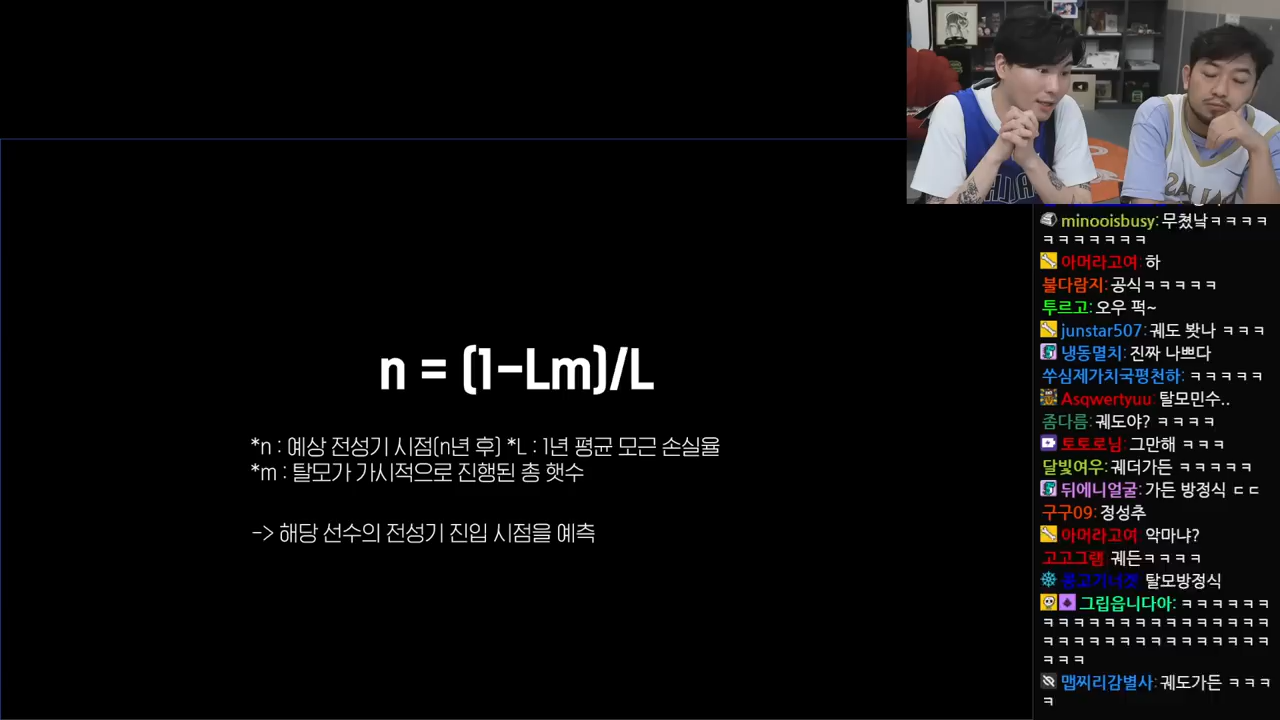 n = (1-Lm)/L
*n : 예상 전성기 시점(n년 후) *L : 1년 평균 모근 손실율
*m : 탈모가 가시적으로 진행된 총 햇수
-> 해당 선수의 전성기 진입 시점을 예측
minooisbusy: 무쳤낰ㅋㅋㅋㅋ
ㅋㅋㅋㅋㅋㅋㅋ
아머라고여: 하
불다람지: 공식ㅋㅋㅋㅋㅋ
투르고: 오우 퍽~
junstar507: 궤도 봤나 ㅋㅋㅋ
냉동멸치: 진짜 나쁘다
쑤심제가치국평천하: ㅋㅋㅋㅋㅋ
Asqwertyuu: 탈모민수..
좀다름: 궤도야? ㅋㅋㅋㅋ
토토로님: 그만해 ㅋㅋㅋ
달빛여우: 궤더가든 ㅋㅋㅋㅋㅋ
뒤에니얼굴: 가든 방정식 ㄷㄷ
구구09: 정성추
아머라고여 악마냐?
고고그램 궤든ㅋㅋㅋㅋ
탈모방정식
그립읍니다아: ㅋㅋㅋㅋㅋㅋ
ㅋㅋㅋㅋㅋㅋㅋㅋㅋㅋㅋㅋㅋㅋㅋ
ㅋㅋㅋㅋㅋㅋㅋㅋㅋㅋㅋㅋㅋㅋㅋ
ㅋㅋㅋ
맵찌리감별사: 궤도가든 ㅋㅋㅋ
ㅋ